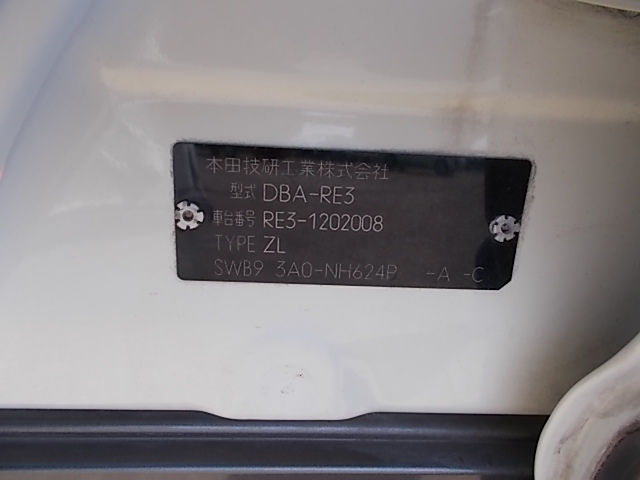 本田技研工業株式会社
型式 DBA-RE3
車台番号 RE3-1202008
TYPE ZL
SWB9 3A0-NH624P -A -C